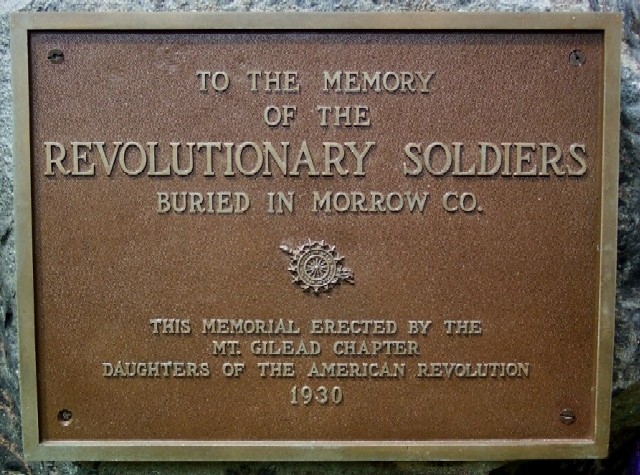 TO THE MEMORY
OF THE
REVOLUTIONARY SOLDIERS
BURIED IN MORROW CO.
THIS MEMORIAL ERECTED BY THE
MT. GILEAD CHAPTER
DAUGHTERS OF THE AMERICAN REVOLUTION
1930